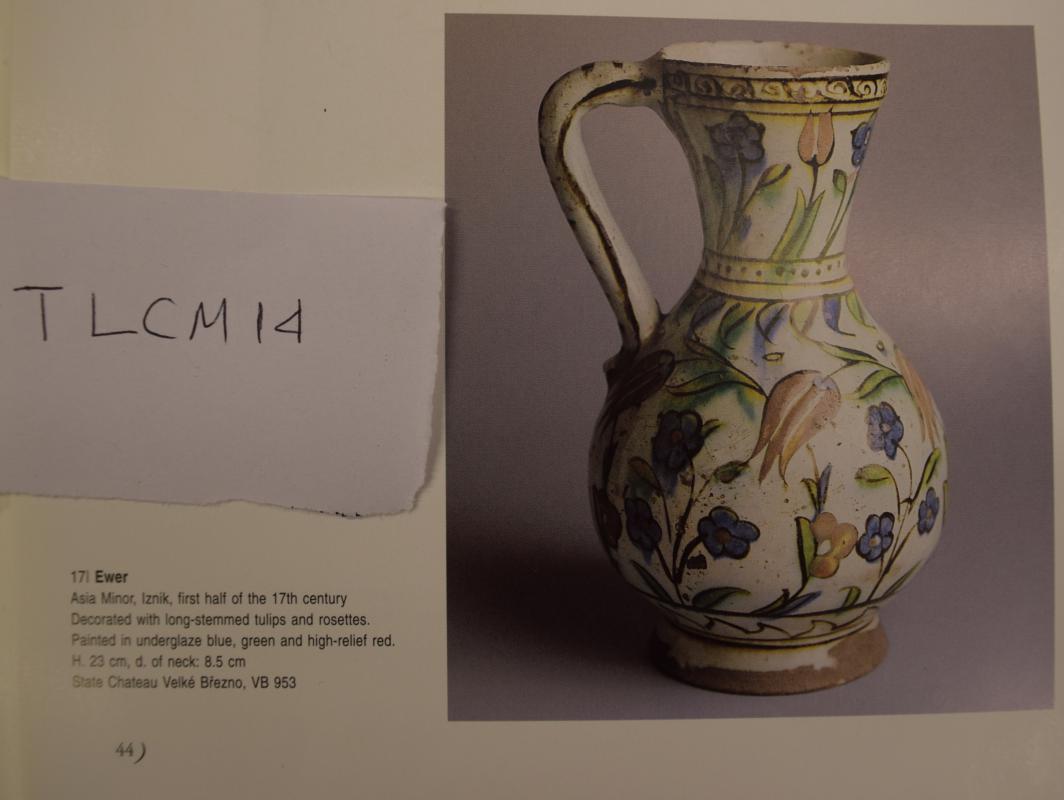 TLCM14
17| Ewer
Asia Minor, Iznik, first half of the 17th century
Decorated with long-stemmed tulips and rosettes.
Painted in underglaze blue, green and high-relief red.
H. 23 cm, d. of neck: 8.5 cm
State Chateau Velké Březno, VB 953
44)